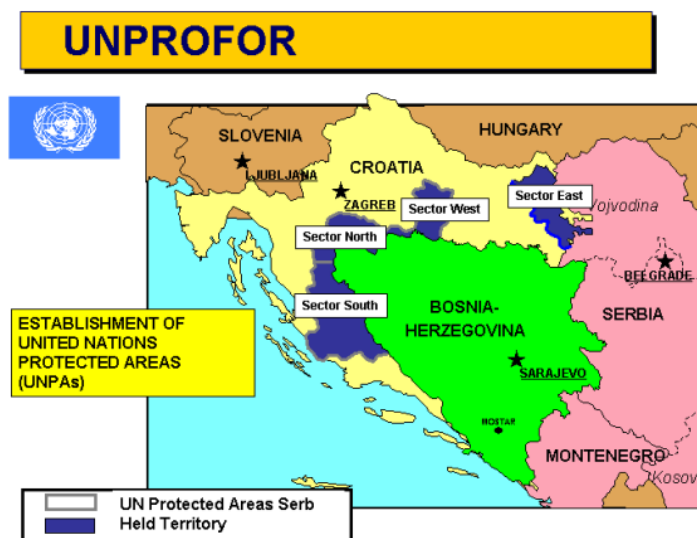 UNPROFOR
SLOVENIA
HUNGARY
LJUBLJANA
CROATIA
ZAGREB
Sector West
Sector East
Vojvodina
Sector North
BELGRADE
Sector South
BOSNIA-
HERZEGOVINA
SERBIA
ESTABLISHMENT OF
UNITED NATIONS
PROTECTED AREAS
(UNPAs)
SARAJEVO
MOSTAR
MONTENEGRO
Kosov
UN Protected Areas Serb
Held Territory